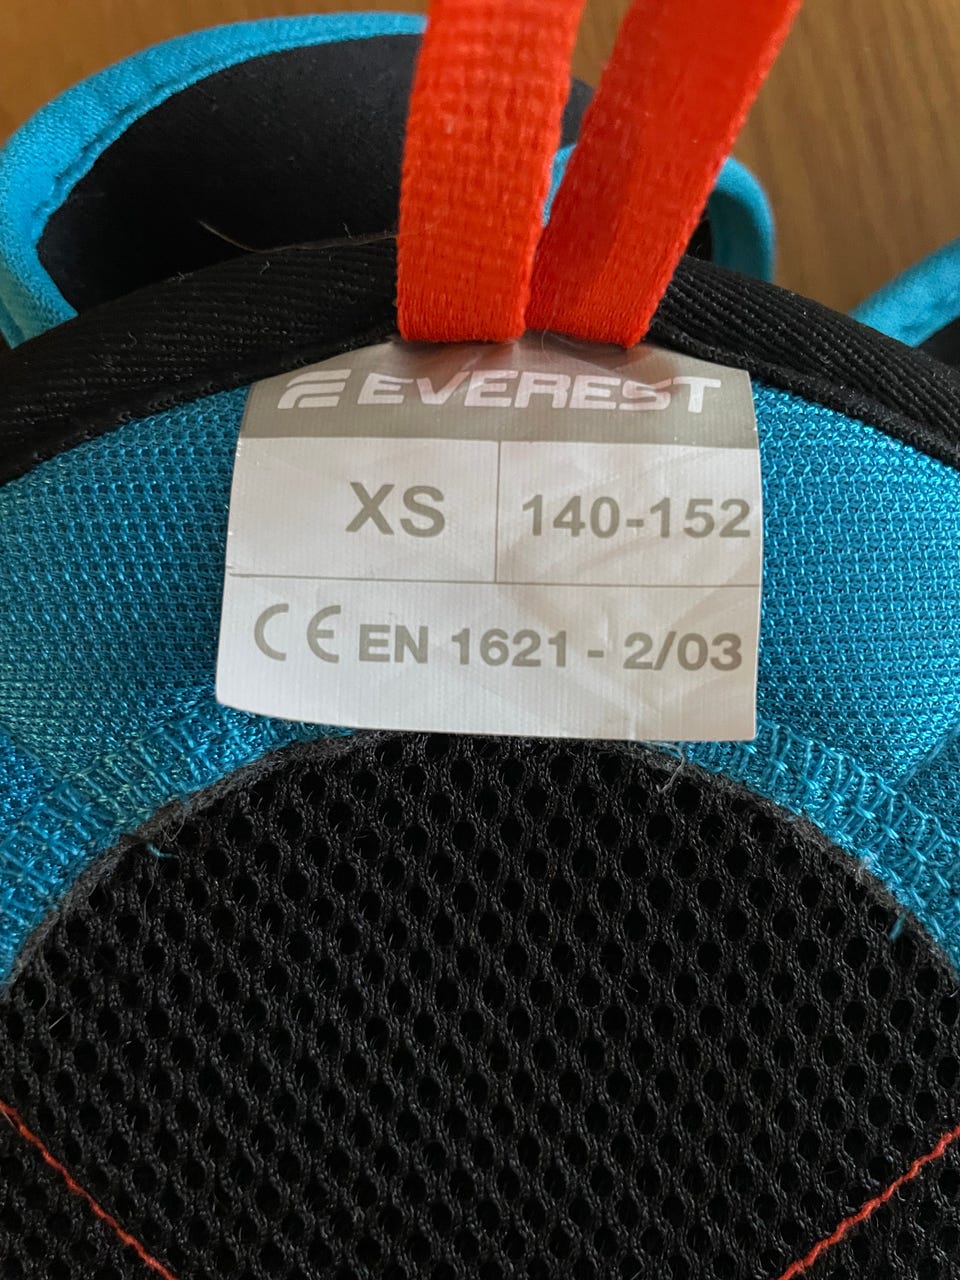 EVEREST
XS 140-152
CE EN 1621 - 2/03